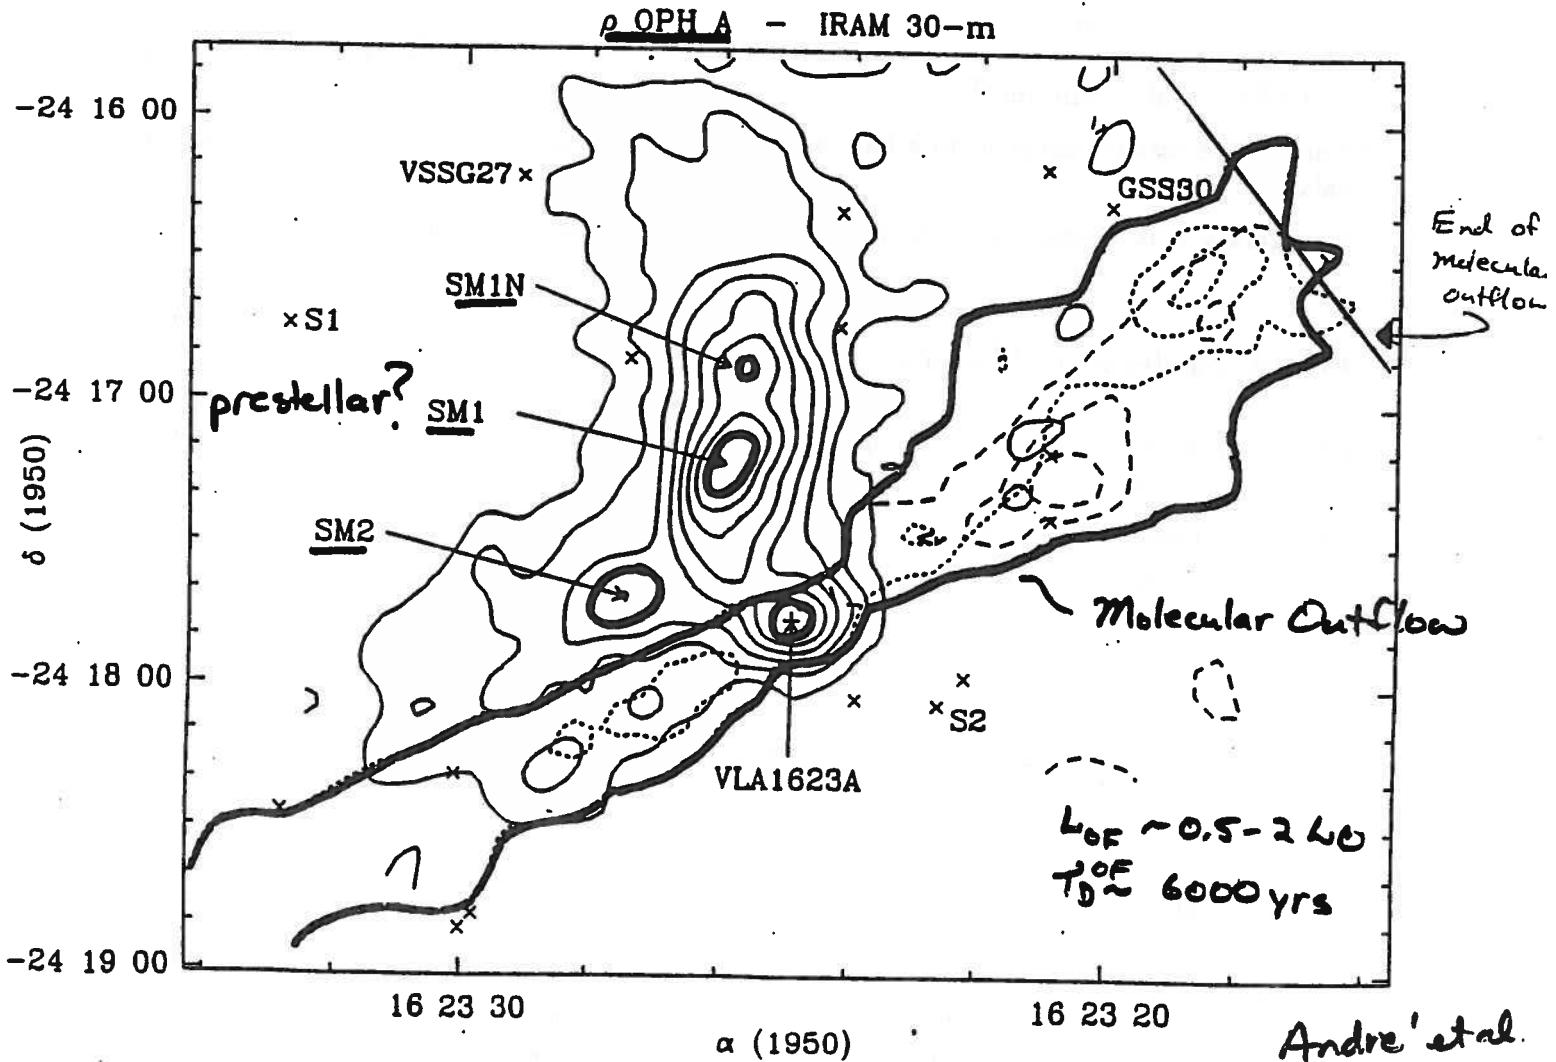 ρ OPH A - IRAM 30-m
-24 16 00
VSSG27
GSS30
End of
molecular
outflow
SM1N
S1
-24 17 00
prestellar?
SM1
δ (1950)
SM2
Molecular Outflow
-24 18 00
S2
VLA1623A
L_OF ~ 0.5-2 L⊙
T_D^OF ~ 6000 yrs
-24 19 00
16 23 30
16 23 20
α (1950)
André et al.